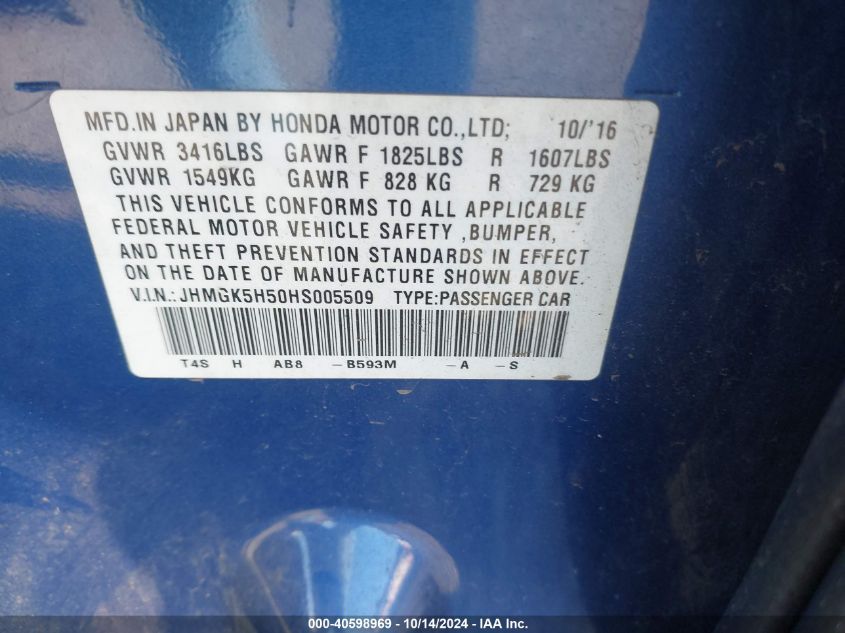 MFD.IN JAPAN BY HONDA MOTOR CO.,LTD; 10/'16
GVWR 3416LBS GAWR F 1825LBS R 1607LBS
GVWR 1549KG GAWR F 828 KG R 729 KG
THIS VEHICLE CONFORMS TO ALL APPLICABLE
FEDERAL MOTOR VEHICLE SAFETY ,BUMPER,
AND THEFT PREVENTION STANDARDS IN EFFECT
ON THE DATE OF MANUFACTURE SHOWN ABOVE.
V.I.N.:JHMGK5H50HS005509 TYPE:PASSENGER CAR
T4S H AB8 -B593M -A -S
000-40598969 | 10/14/2024 - IAA Inc.